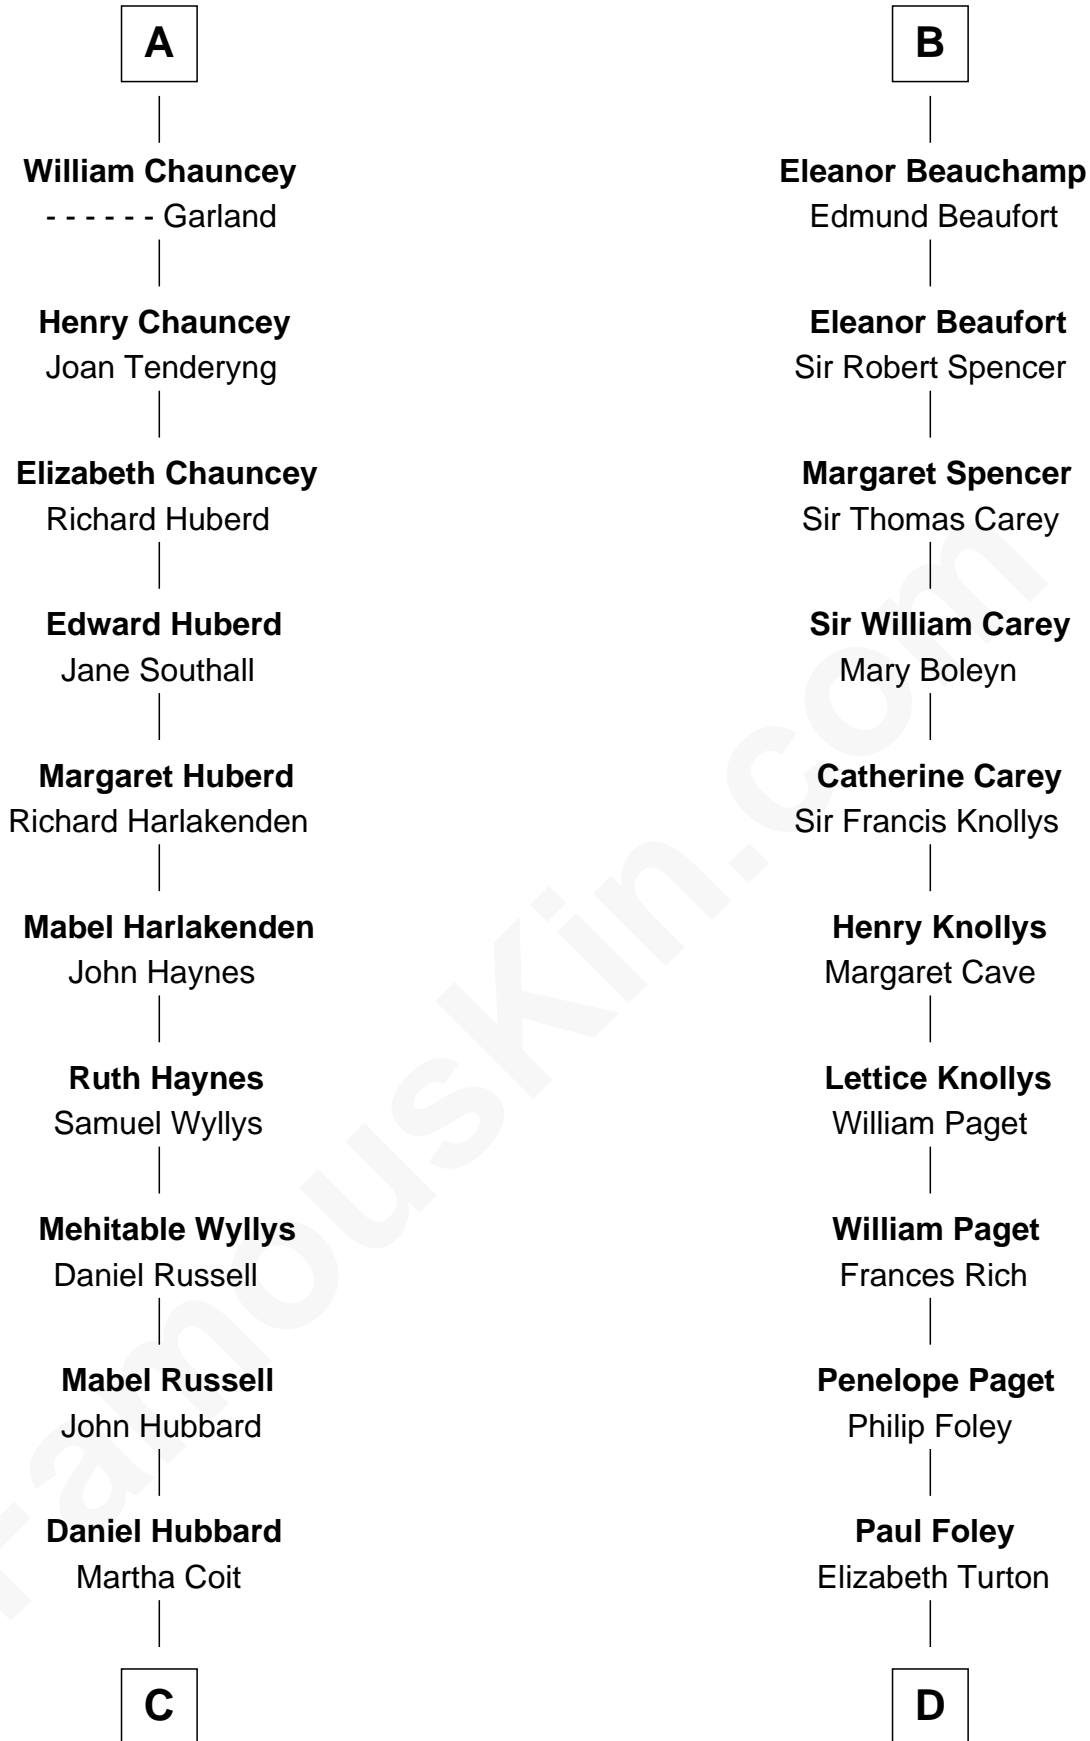 A
William Chauncey
- - - - - - Garland
Henry Chauncey
Joan Tenderyng
Elizabeth Chauncey
Richard Huberd
Edward Huberd
Jane Southall
Margaret Huberd
Richard Harlakenden
Mabel Harlakenden
John Haynes
Ruth Haynes
Samuel Wyllys
Mehitable Wyllys
Daniel Russell
Mabel Russell
John Hubbard
Daniel Hubbard
Martha Coit
C
B
Eleanor Beauchamp
Edmund Beaufort
Eleanor Beaufort
Sir Robert Spencer
Margaret Spencer
Sir Thomas Carey
Sir William Carey
Mary Boleyn
Catherine Carey
Sir Francis Knollys
Henry Knollys
Margaret Cave
Lettice Knollys
William Paget
William Paget
Frances Rich
Penelope Paget
Philip Foley
Paul Foley
Elizabeth Turton
D
FamousKin.com